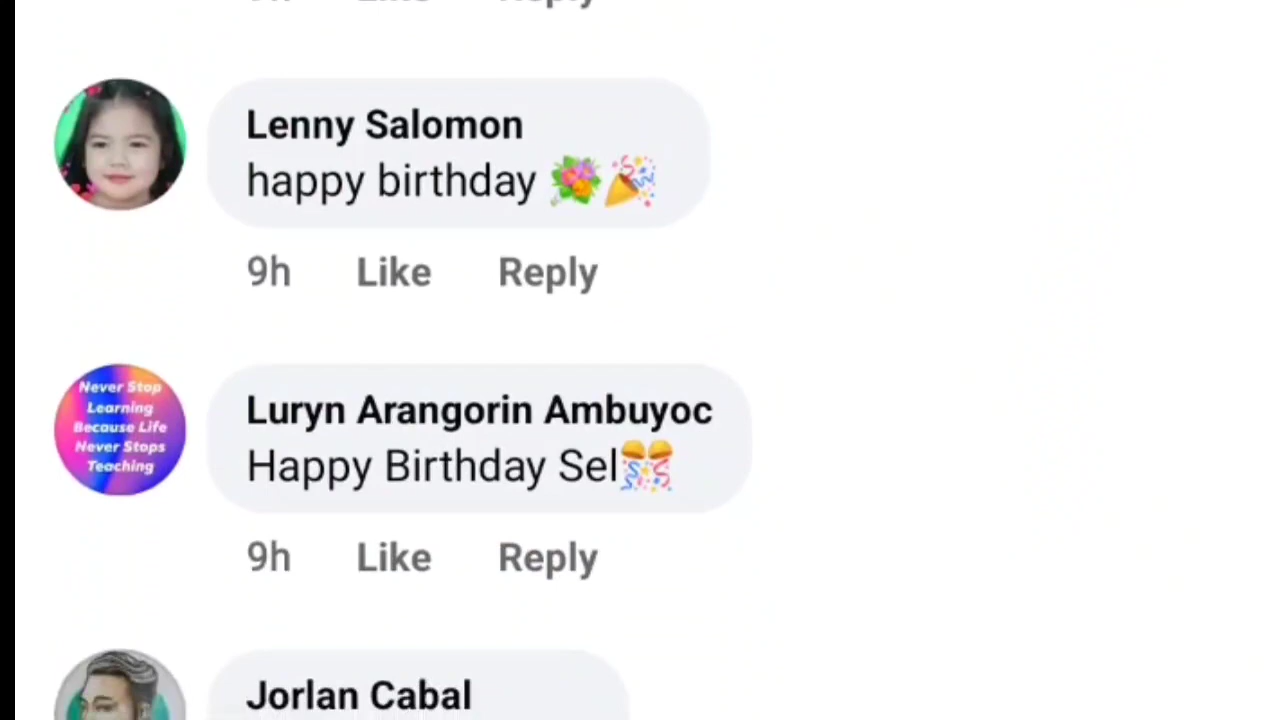 Lenny Salomon
happy birthday 💐🎉
9h Like Reply
Never Stop
Learning
Because Life
Never Stops
Teaching
Luryn Arangorin Ambuyoc
Happy Birthday Sel🎊
9h Like Reply
Jorlan Cabal